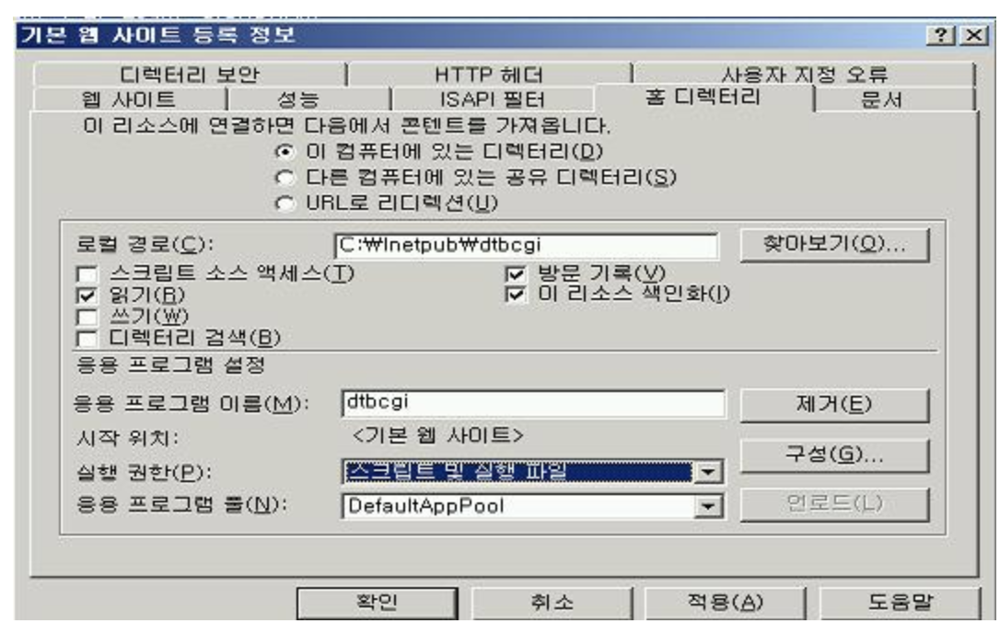 기본 웹 사이트 등록 정보
디렉터리 보안 HTTP 헤더 사용자 지정 오류
웹 사이트 성능 ISAPI 필터 홈 디렉터리 문서
이 리소스에 연결하면 다음에서 콘텐트를 가져옵니다.
이 컴퓨터에 있는 디렉터리(D)
다른 컴퓨터에 있는 공유 디렉터리(S)
URL로 리디렉션(U)
로컬 경로(C): C:₩Inetpub₩dtbcgi 찾아보기(O)...
스크립트 소스 액세스(T) 방문 기록(V)
읽기(R) 이 리소스 색인화(I)
쓰기(W)
디렉터리 검색(B)
응용 프로그램 설정
응용 프로그램 이름(M): dtbcgi 제거(E)
시작 위치: <기본 웹 사이트>
구성(G)...
실행 권한(P): 스크립트 및 실행 파일
응용 프로그램 풀(N): DefaultAppPool 언로드(L)
확인 취소 적용(A) 도움말